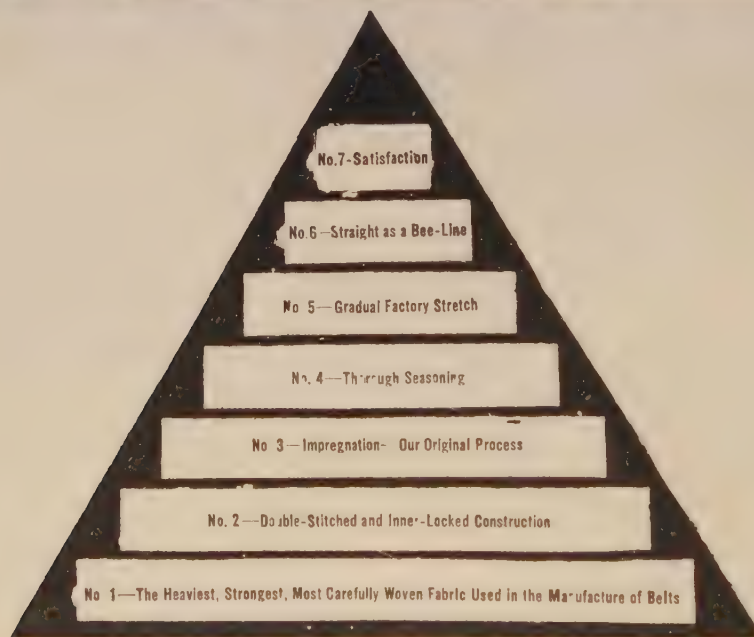 No.7-Satisfaction
No.6—Straight as a Bee-Line
No 5—Gradual Factory Stretch
No. 4—Thorough Seasoning
No 3—Impregnation- Our Original Process
No. 2—Double-Stitched and Inner-Locked Construction
No 1—The Heaviest, Strongest, Most Carefully Woven Fabric Used in the Manufacture of Belts